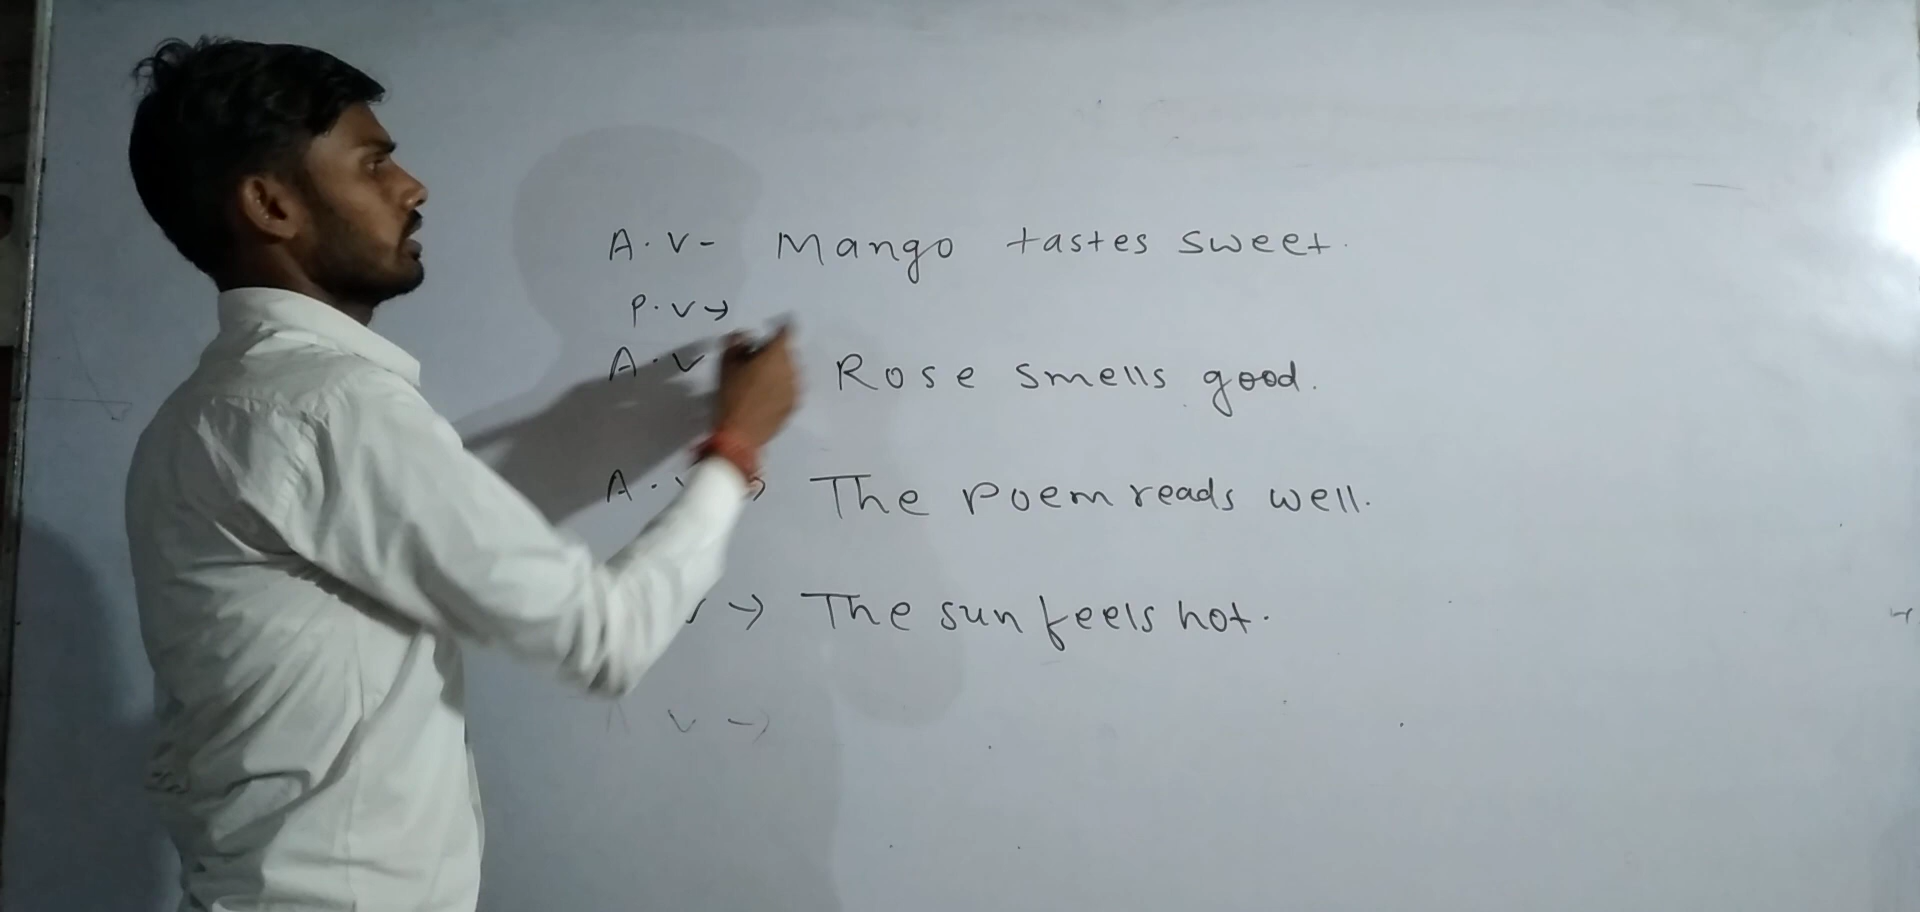 A.V- Mango tastes sweet.
P.V→
A.V Rose smells good.
A.V→ The poem reads well.
V→ The sun feels hot.
A V →